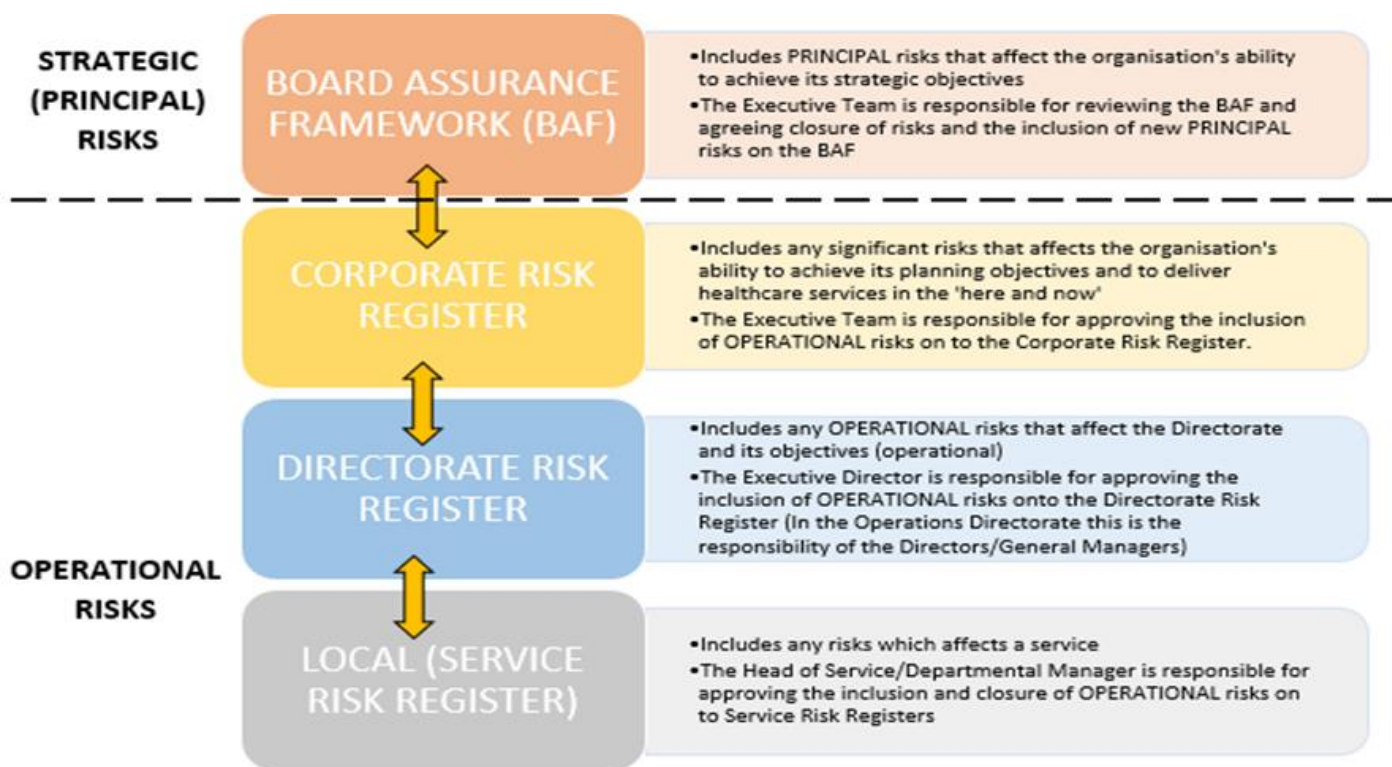 STRATEGIC
(PRINCIPAL)
RISKS
BOARD ASSURANCE
FRAMEWORK (BAF)
•Includes PRINCIPAL risks that affect the organisation's ability
to achieve its strategic objectives
•The Executive Team is responsible for reviewing the BAF and
agreeing closure of risks and the inclusion of new PRINCIPAL
risks on the BAF
CORPORATE RISK
REGISTER
•Includes any significant risks that affects the organisation's
ability to achieve its planning objectives and to deliver
healthcare services in the 'here and now'
•The Executive Team is responsible for approving the inclusion
of OPERATIONAL risks on to the Corporate Risk Register.
OPERATIONAL
RISKS
DIRECTORATE RISK
REGISTER
•Includes any OPERATIONAL risks that affect the Directorate
and its objectives (operational)
•The Executive Director is responsible for approving the
inclusion of OPERATIONAL risks onto the Directorate Risk
Register (In the Operations Directorate this is the
responsibility of the Directors/General Managers)
LOCAL (SERVICE
RISK REGISTER)
•Includes any risks which affects a service
•The Head of Service/Departmental Manager is responsible for
approving the inclusion and closure of OPERATIONAL risks on
to Service Risk Registers